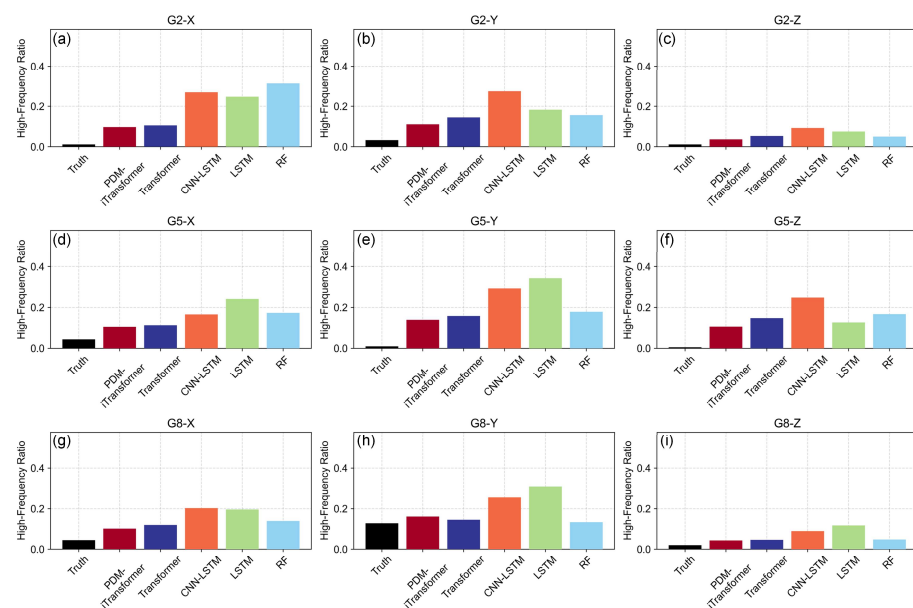 G2-X
G2-Y
G2-Z
(a)
(b)
(c)
High-Frequency Ratio
0.4
0.2
0.0
Truth
PDM-
iTransformer
Transformer
CNN-LSTM
LSTM
RF
High-Frequency Ratio
0.4
0.2
0.0
Truth
PDM-
iTransformer
Transformer
CNN-LSTM
LSTM
RF
High-Frequency Ratio
0.4
0.2
0.0
Truth
PDM-
iTransformer
Transformer
CNN-LSTM
LSTM
RF
G5-X
G5-Y
G5-Z
(d)
(e)
(f)
High-Frequency Ratio
0.4
0.2
0.0
Truth
PDM-
iTransformer
Transformer
CNN-LSTM
LSTM
RF
High-Frequency Ratio
0.4
0.2
0.0
Truth
PDM-
iTransformer
Transformer
CNN-LSTM
LSTM
RF
High-Frequency Ratio
0.4
0.2
0.0
Truth
PDM-
iTransformer
Transformer
CNN-LSTM
LSTM
RF
G8-X
G8-Y
G8-Z
(g)
(h)
(i)
High-Frequency Ratio
0.4
0.2
0.0
Truth
PDM-
iTransformer
Transformer
CNN-LSTM
LSTM
RF
High-Frequency Ratio
0.4
0.2
0.0
Truth
PDM-
iTransformer
Transformer
CNN-LSTM
LSTM
RF
High-Frequency Ratio
0.4
0.2
0.0
Truth
PDM-
iTransformer
Transformer
CNN-LSTM
LSTM
RF